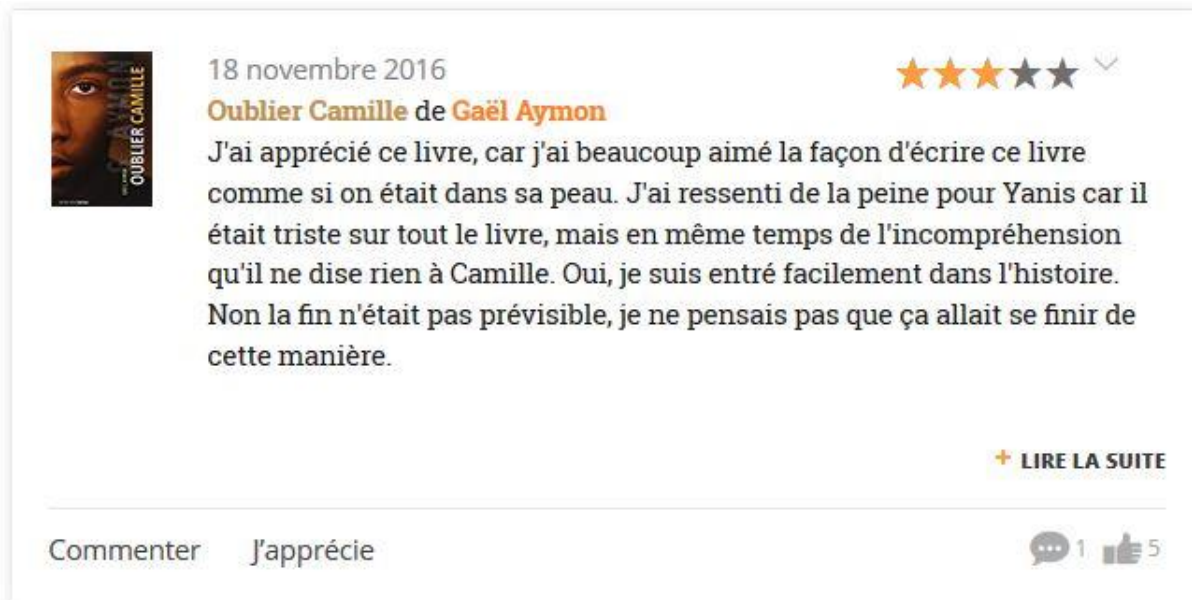 OUBLIER CAMILLE
18 novembre 2016
Oublier Camille de Gaël Aymon
J'ai apprécié ce livre, car j'ai beaucoup aimé la façon d'écrire ce livre
comme si on était dans sa peau. J'ai ressenti de la peine pour Yanis car il
était triste sur tout le livre, mais en même temps de l'incompréhension
qu'il ne dise rien à Camille. Oui, je suis entré facilement dans l'histoire.
Non la fin n'était pas prévisible, je ne pensais pas que ça allait se finir de
cette manière.
+ LIRE LA SUITE
Commenter J'apprécie 1 5